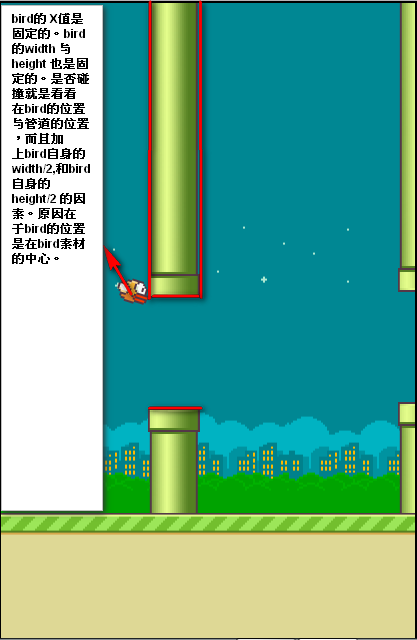 bird的 X值是
固定的。bird
的width 与
height 也是固
定的。是否碰
撞就是看看
在bird的位置
与管道的位置
，而且加
上bird自身的
width/2,和bird
自身的
height/2 的因
素。原因在
于bird的位置
是在bird素材
的中心。